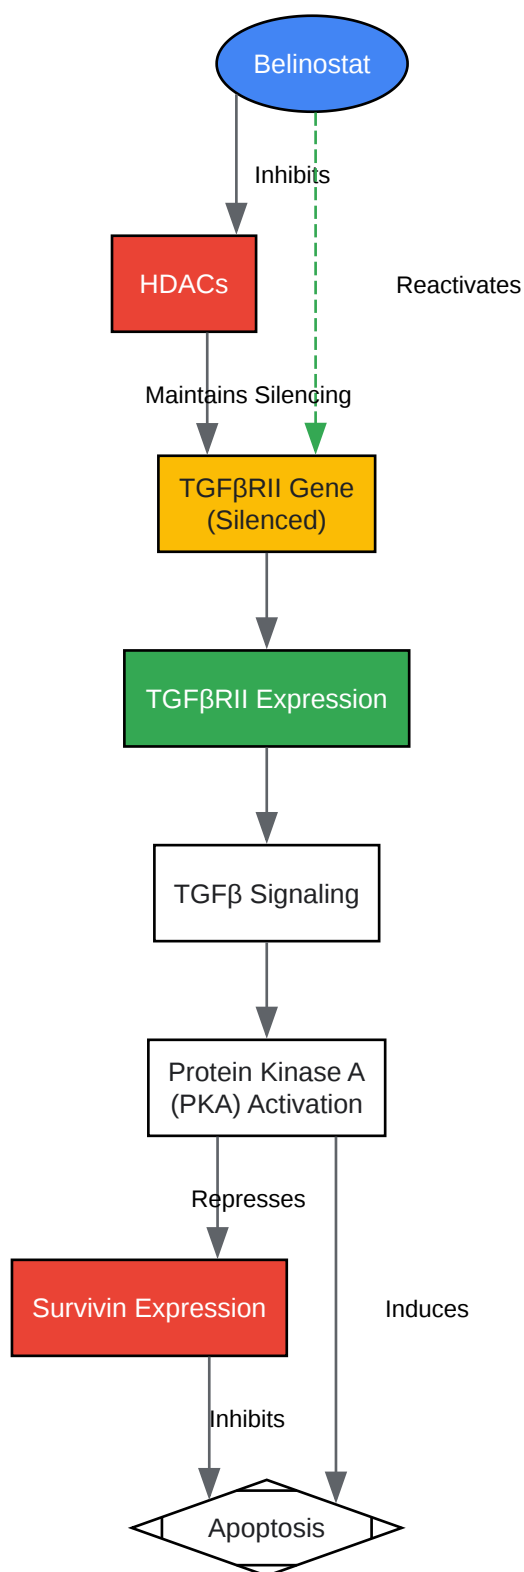 Belinostat
Inhibits
HDACs
Reactivates
Maintains Silencing
TGFβRII Gene
(Silenced)
TGFβRII Expression
TGFβ Signaling
Protein Kinase A
(PKA) Activation
Represses
Survivin Expression
Induces
Inhibits
Apoptosis